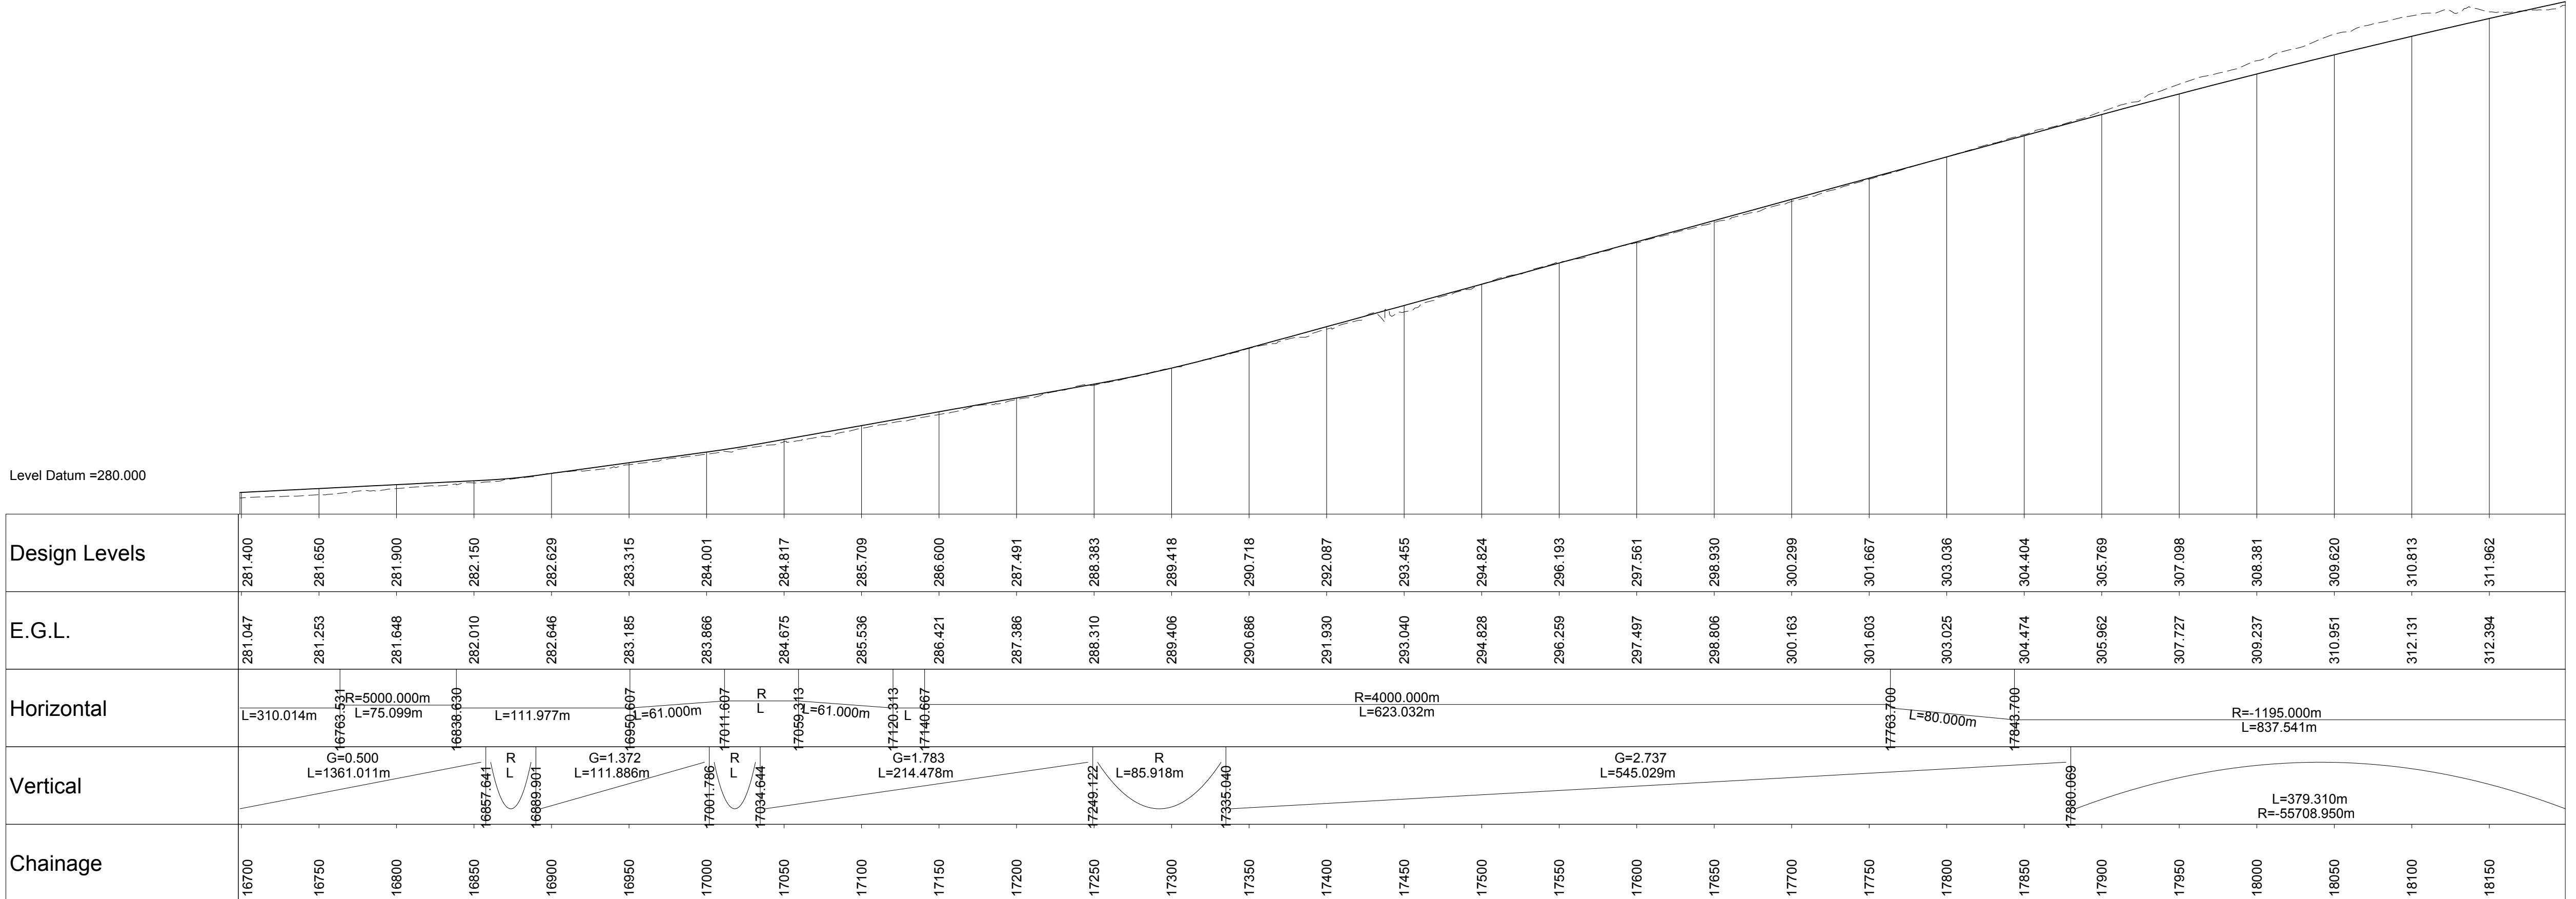 Level Datum =280.000
Design Levels
281.400
281.650
281.900
282.150
282.629
283.315
284.001
284.817
285.709
286.600
287.491
288.383
289.418
290.718
292.087
293.455
294.824
296.193
297.561
298.930
300.299
301.667
303.036
304.404
305.769
307.098
308.381
309.620
310.813
311.962
E.G.L.
281.047
281.253
281.648
282.010
282.646
283.185
283.866
284.675
285.536
286.421
287.386
288.310
289.406
290.686
291.930
293.040
294.828
296.259
297.497
298.806
300.163
301.603
303.025
304.474
305.962
307.727
309.237
310.951
312.131
312.394
Horizontal
L=310.014m
16763.531
R=5000.000m
L=75.099m
16838.630
L=111.977m
16950.607
L=61.000m
17011.607
R
L
17059.313
L=61.000m
17120.313
L
17140.667
R=4000.000m
L=623.032m
17763.700
L=80.000m
17843.700
R=-1195.000m
L=837.541m
Vertical
G=0.500
L=1361.011m
16857.641
R
L
16889.901
G=1.372
L=111.886m
17001.786
R
L
17034.644
G=1.783
L=214.478m
17249.122
R
L=85.918m
17335.040
G=2.737
L=545.029m
17880.069
L=379.310m
R=-55708.950m
Chainage
16700
16750
16800
16850
16900
16950
17000
17050
17100
17150
17200
17250
17300
17350
17400
17450
17500
17550
17600
17650
17700
17750
17800
17850
17900
17950
18000
18050
18100
18150